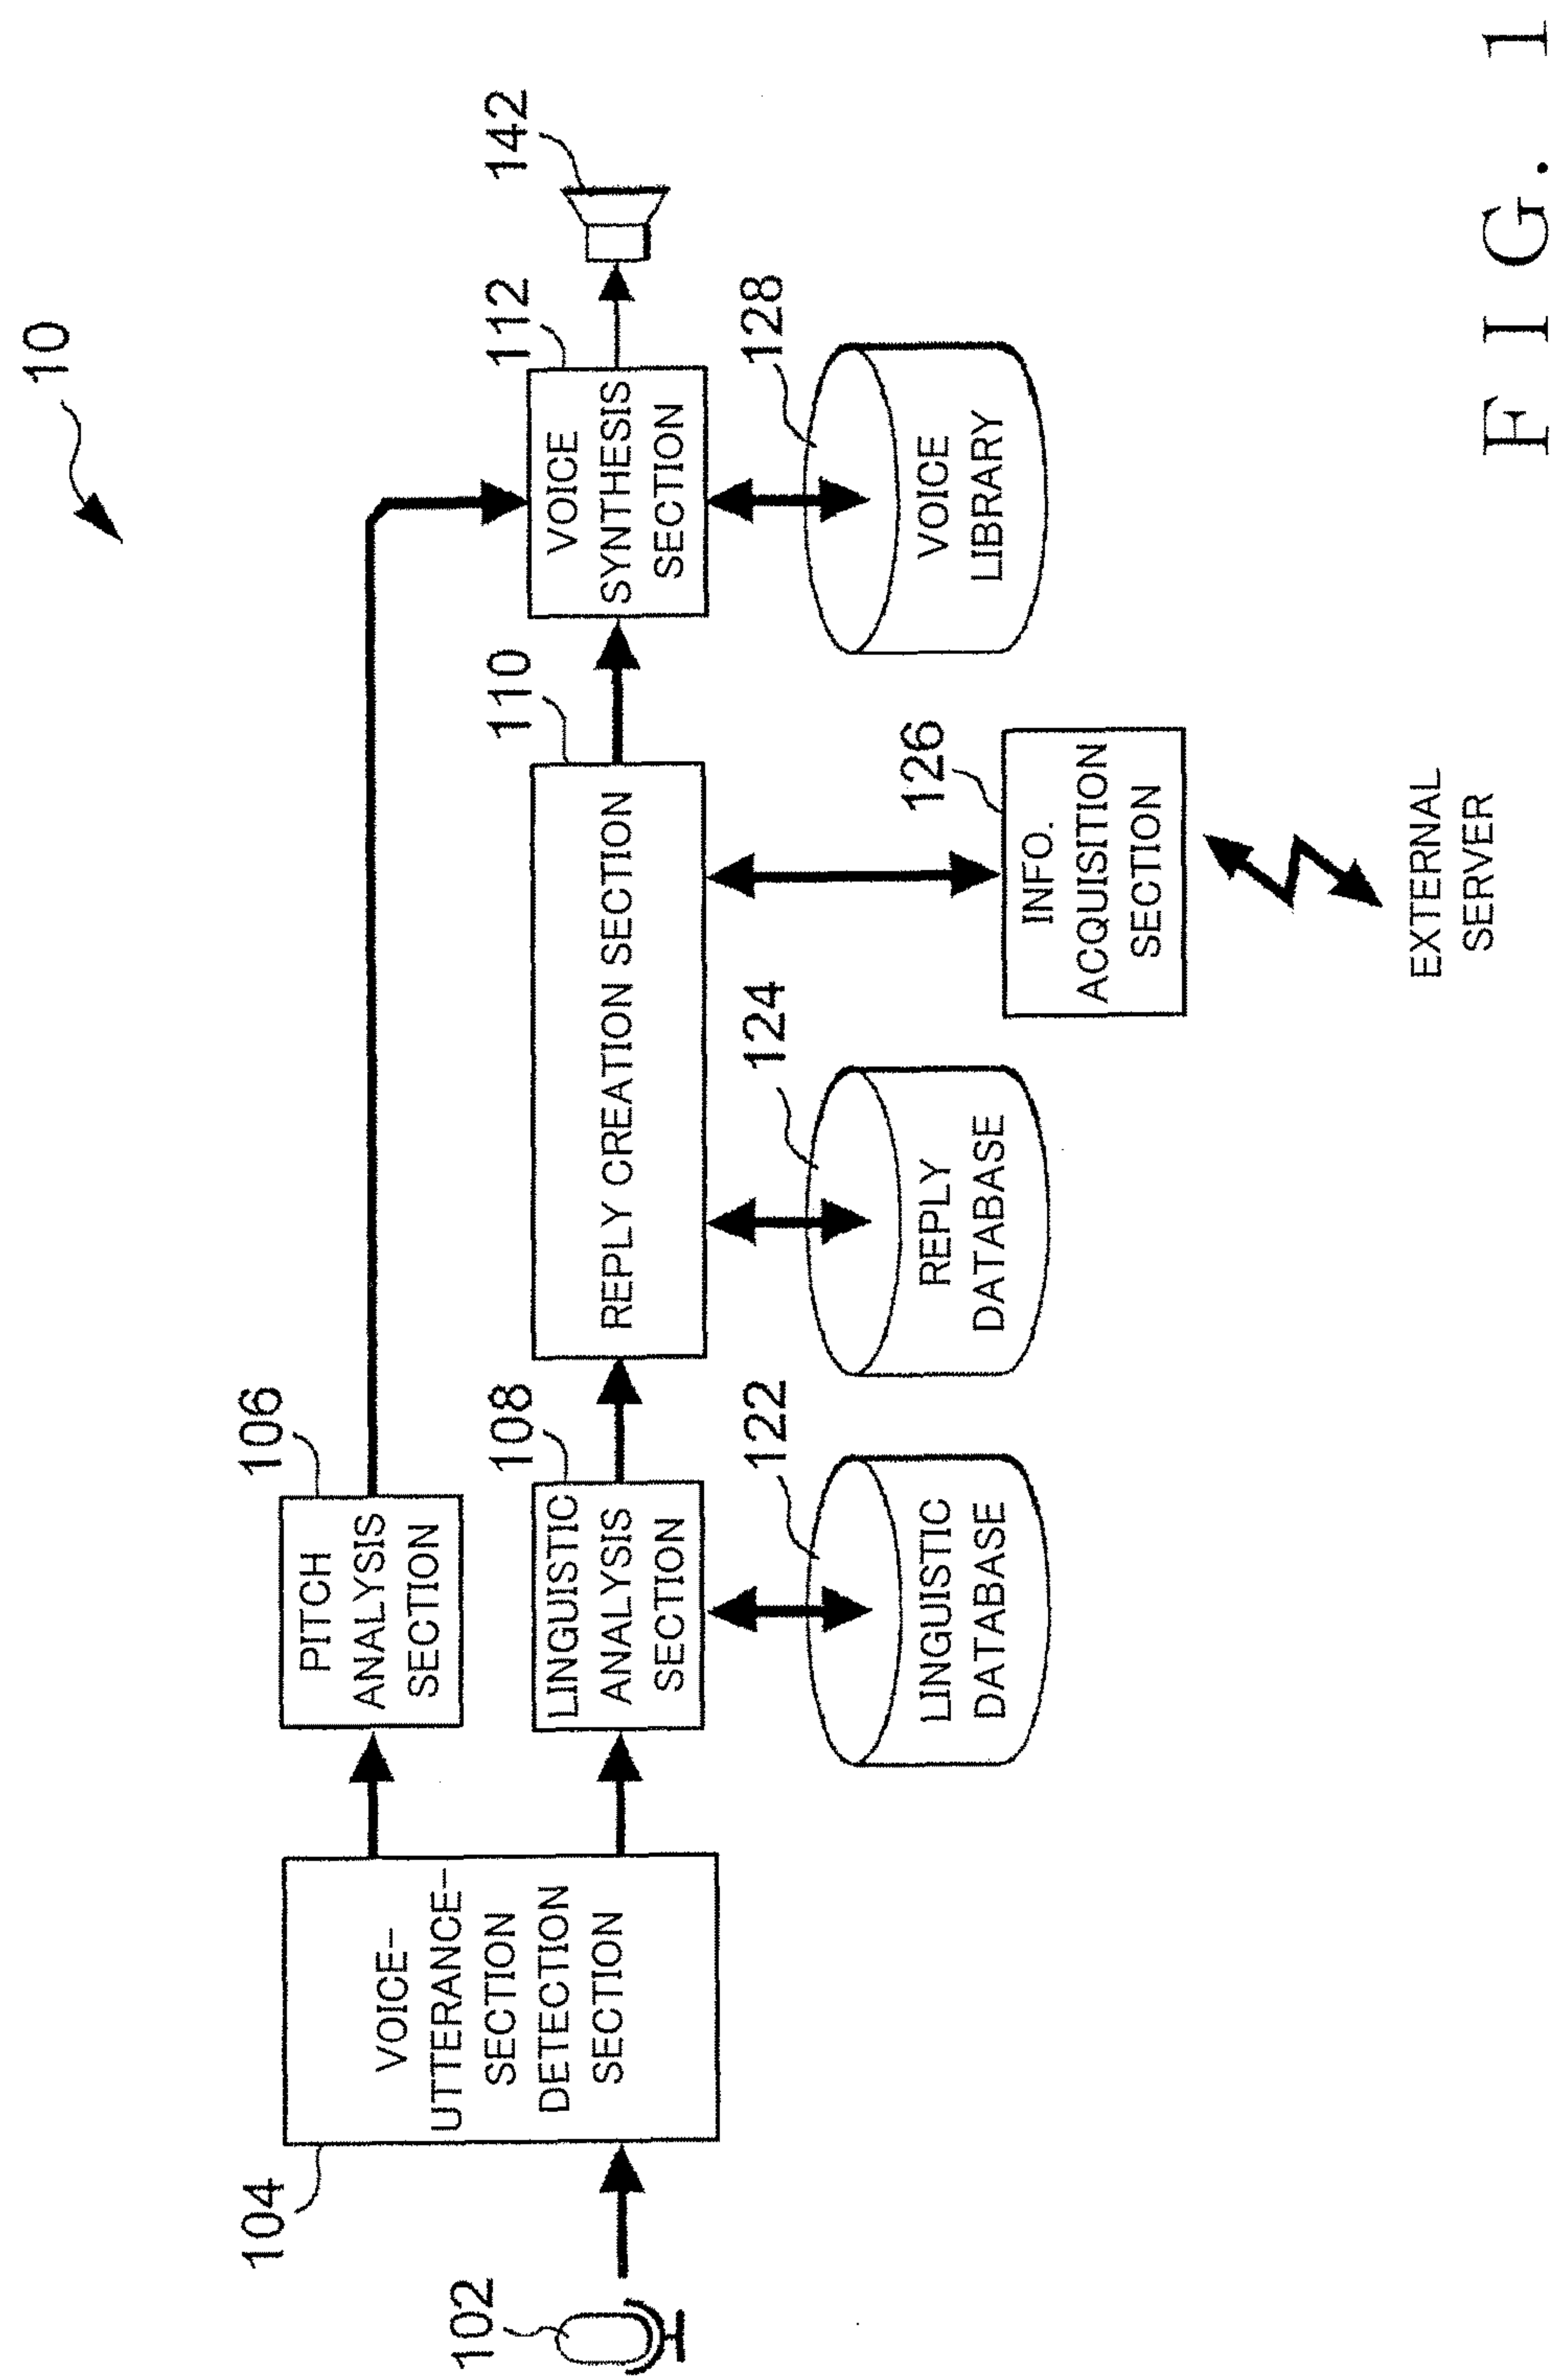 10
106
PITCH
ANALYSIS
SECTION
104
VOICE-
UTTERANCE-
SECTION
DETECTION
SECTION
102
108
LINGUISTIC
ANALYSIS
SECTION
110
REPLY CREATION SECTION
112
VOICE
SYNTHESIS
SECTION
142
122
LINGUISTIC
DATABASE
124
REPLY
DATABASE
126
INFO.
ACQUISITION
SECTION
128
VOICE
LIBRARY
EXTERNAL
SERVER
FIG. 1